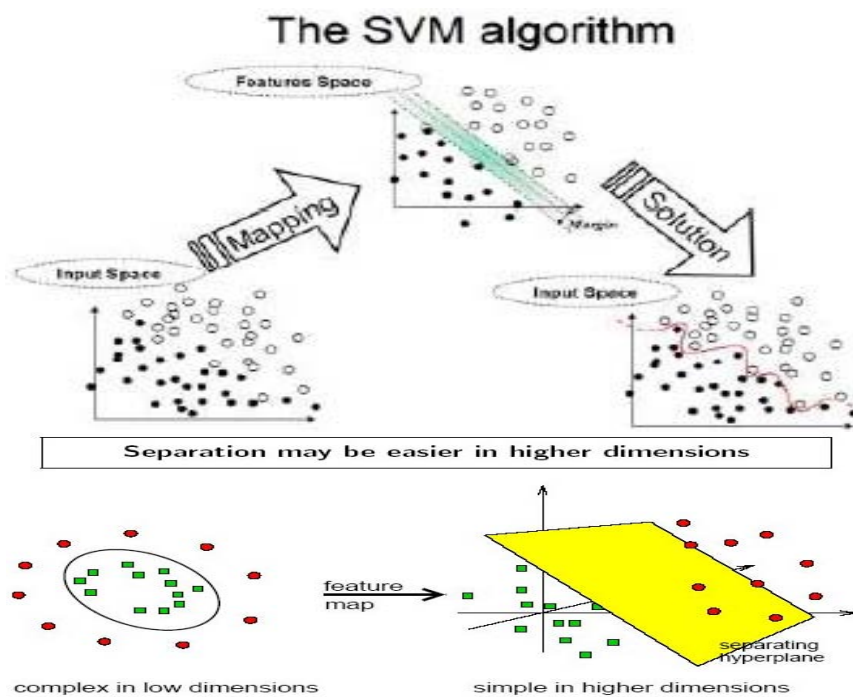 The SVM algorithm
Features Space
Mapping
Margin
Solution
Input Space
Input Space
Separation may be easier in higher dimensions
feature
map
separating
hyperplane
complex in low dimensions
simple in higher dimensions